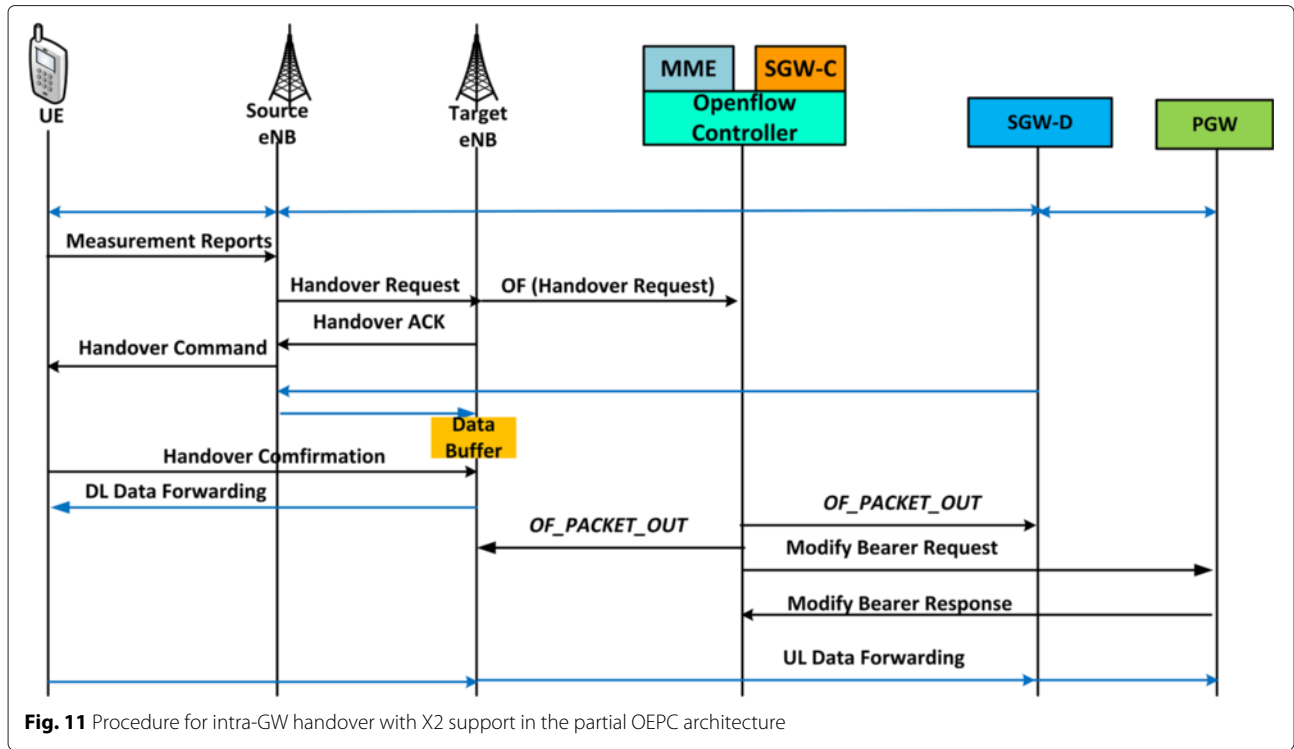 MME
SGW-C
Openflow
Controller
SGW-D
PGW
UE
Source
eNB
Target
eNB
Measurement Reports
Handover Request
OF (Handover Request)
Handover ACK
Handover Command
Data
Buffer
Handover Comfirmation
DL Data Forwarding
OF_PACKET_OUT
OF_PACKET_OUT
Modify Bearer Request
Modify Bearer Response
UL Data Forwarding
Fig. 11 Procedure for intra-GW handover with X2 support in the partial OEPC architecture